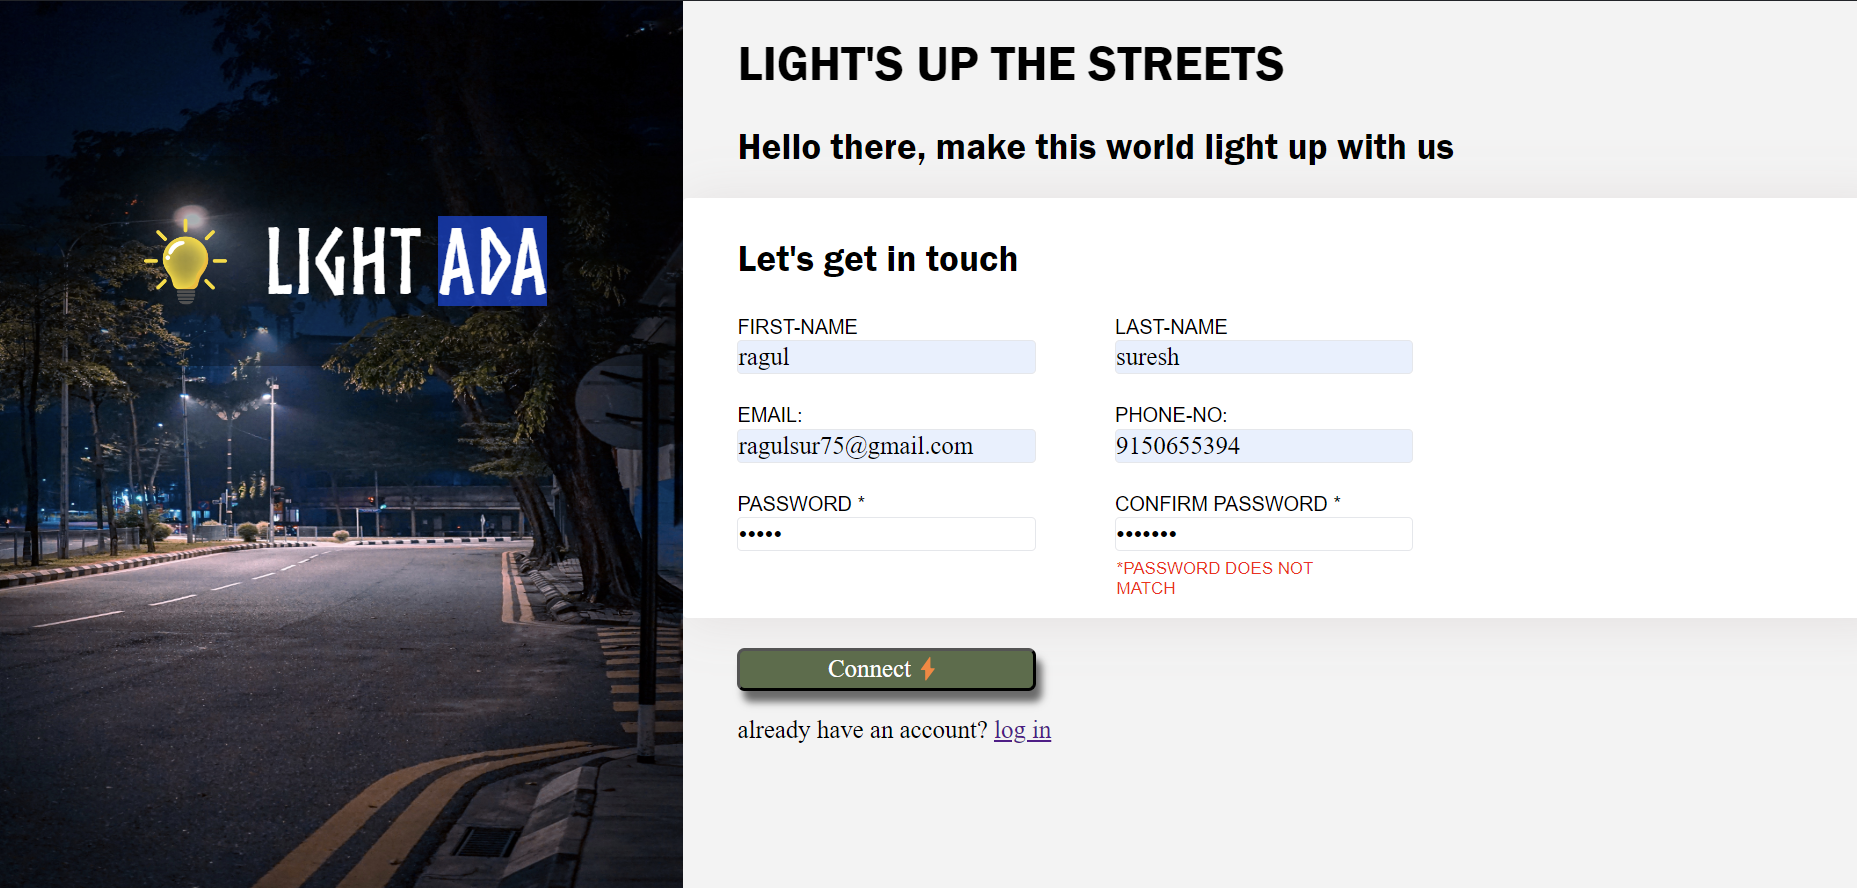 LIGHT ADA
LIGHT'S UP THE STREETS
Hello there, make this world light up with us
Let's get in touch
FIRST-NAME
ragul
LAST-NAME
suresh
EMAIL:
ragulsur75@gmail.com
PHONE-NO:
9150655394
PASSWORD *
•••••
CONFIRM PASSWORD *
•••••••
*PASSWORD DOES NOT
MATCH
Connect
already have an account? log in